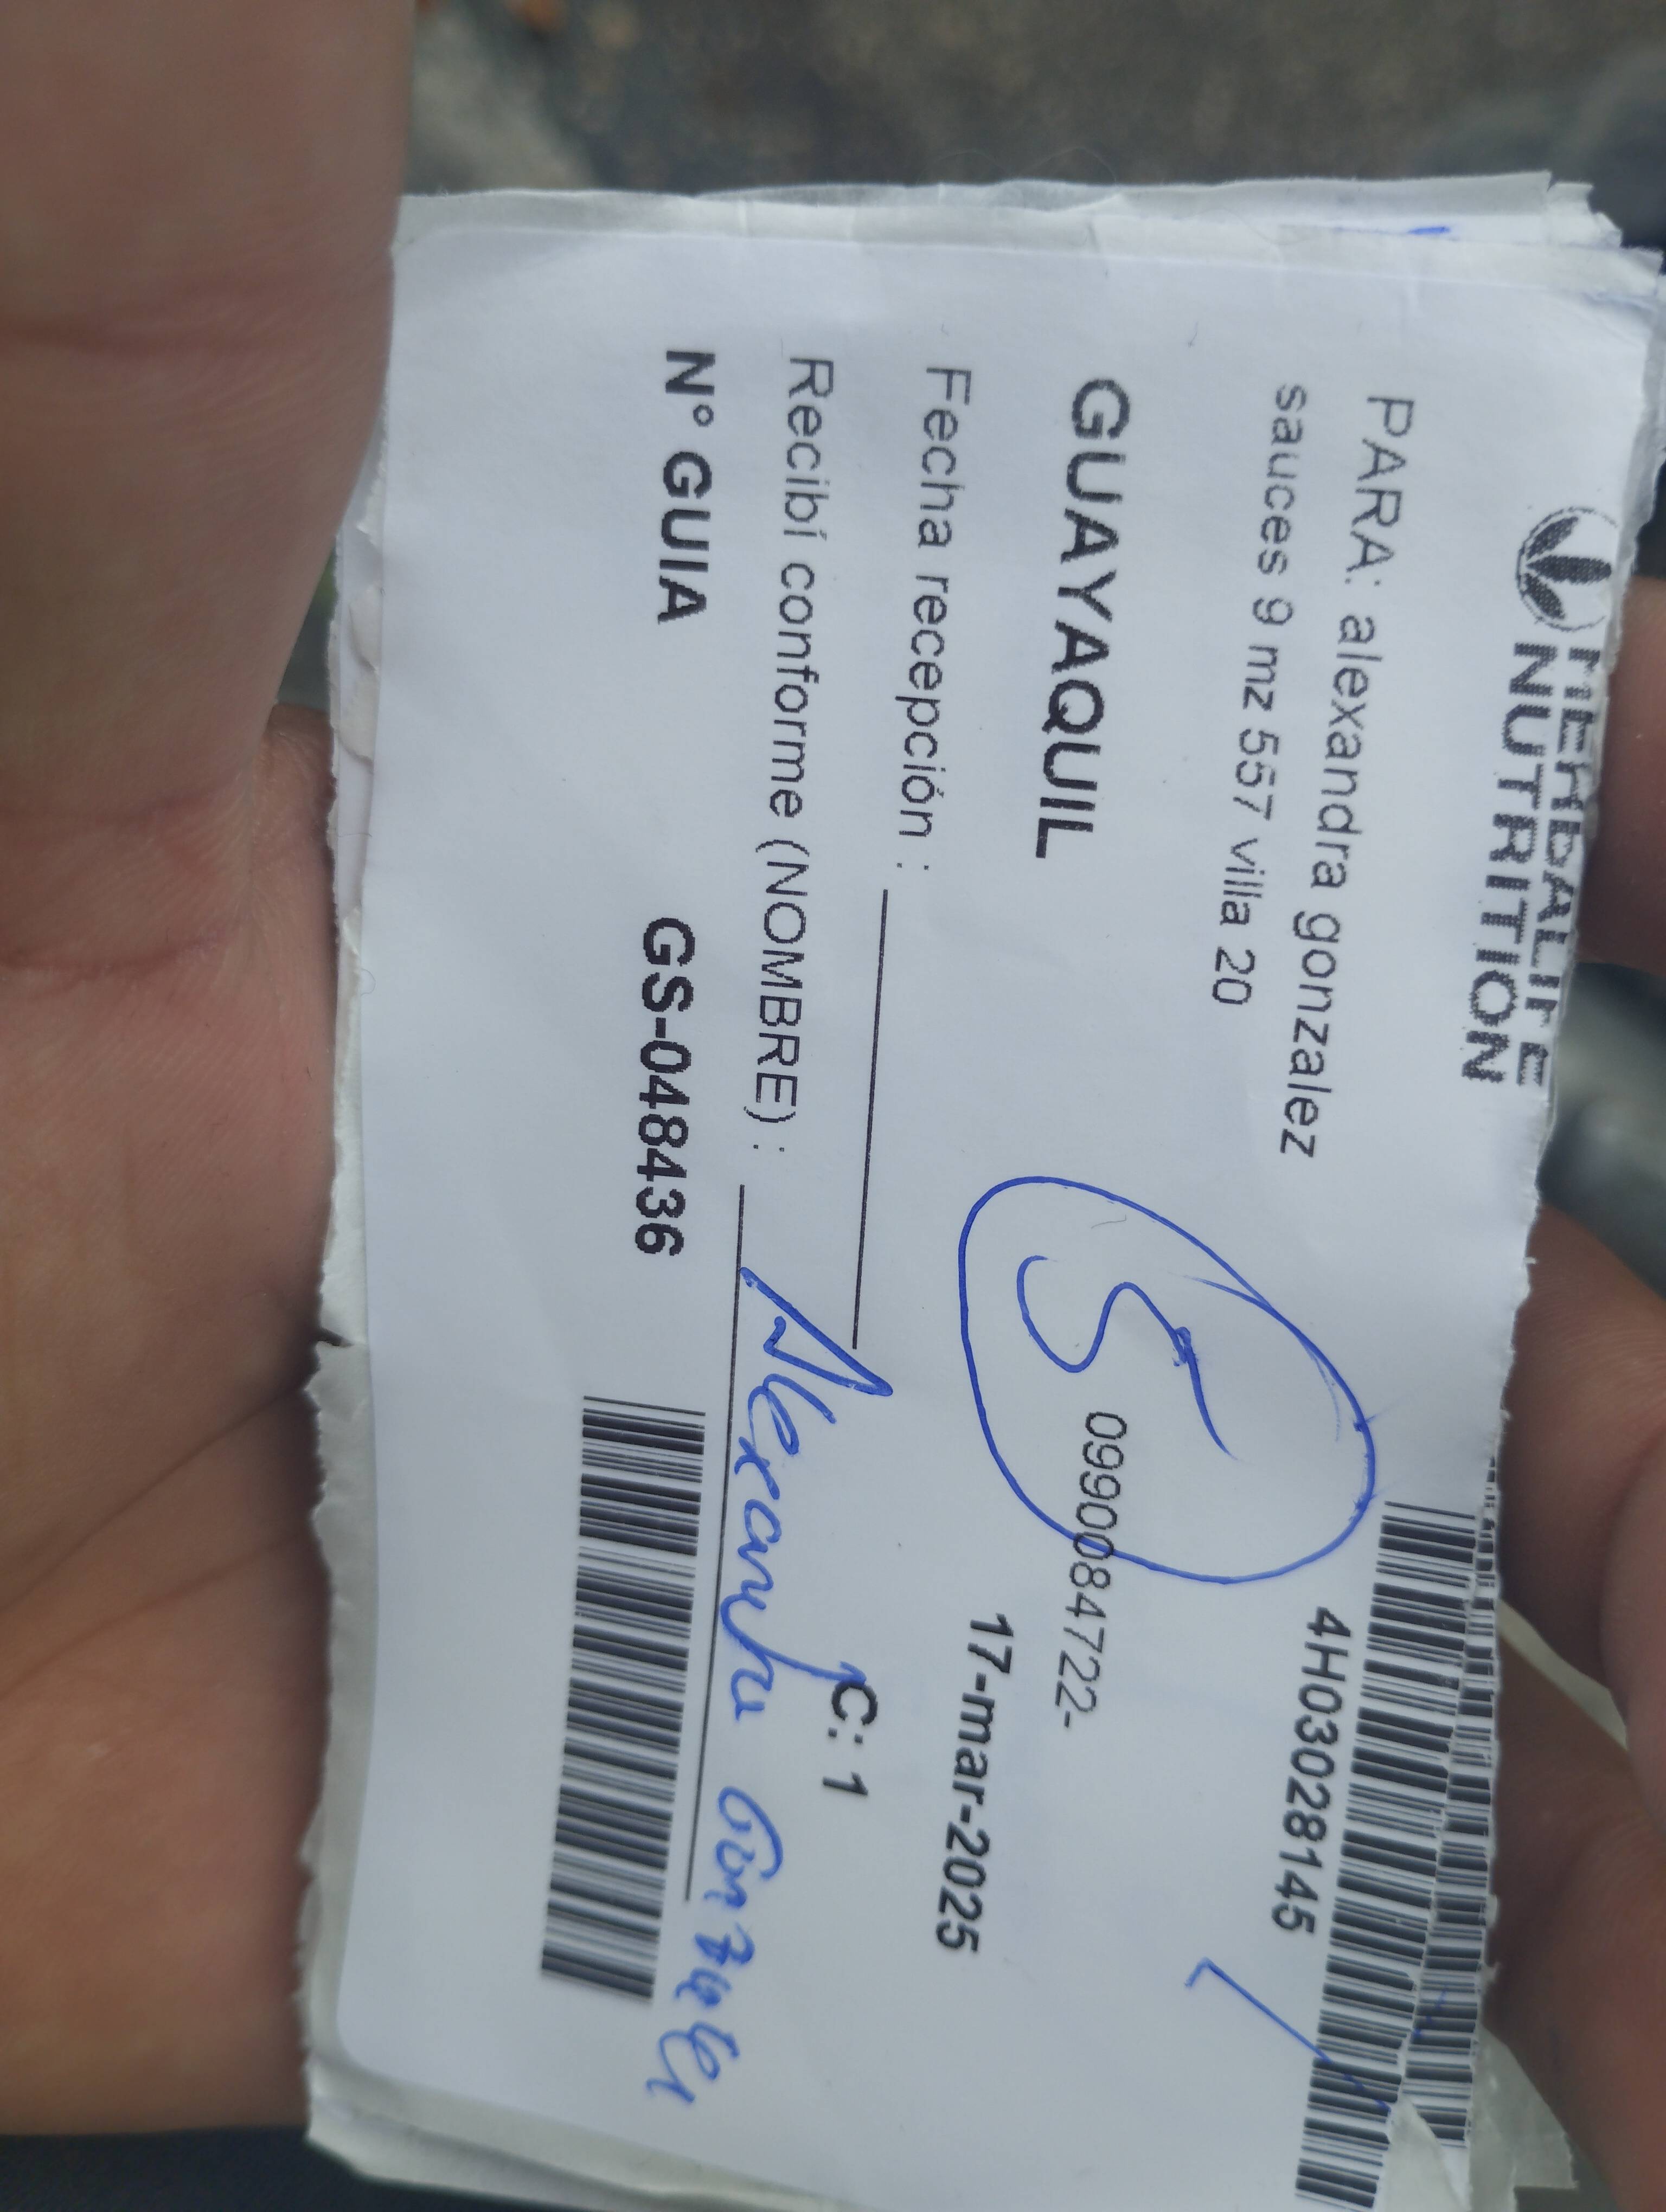 HERBALIFE
NUTRITION
4H03028145
PARA: alexandra gonzalez
sauces 9 mz 557 villa 20
5
0990084722-
GUAYAQUIL
17-mar-2025
Fecha recepción :
C: 1
Recibí conforme (NOMBRE) : Alexandra Gonzalez
N° GUIA GS-048436